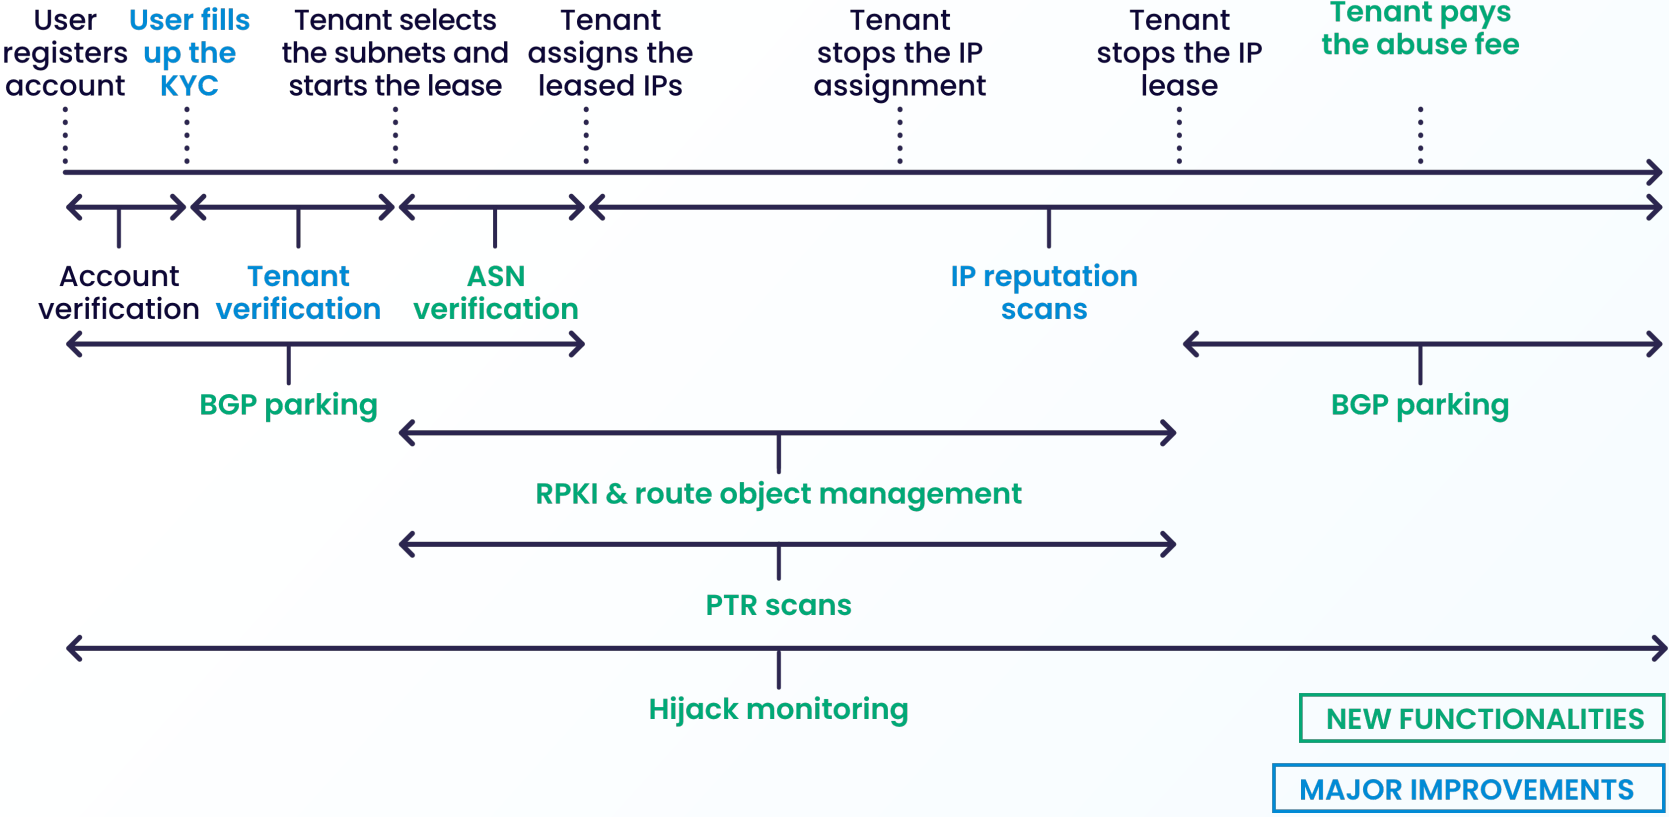 User
registers
account
User fills
up the
KYC
Tenant selects
the subnets and
starts the lease
Tenant
assigns the
leased IPs
Tenant
stops the IP
assignment
Tenant
stops the IP
lease
Tenant pays
the abuse fee
Account
verification
Tenant
verification
ASN
verification
IP reputation
scans
BGP parking
BGP parking
RPKI & route object management
PTR scans
Hijack monitoring
NEW FUNCTIONALITIES
MAJOR IMPROVEMENTS